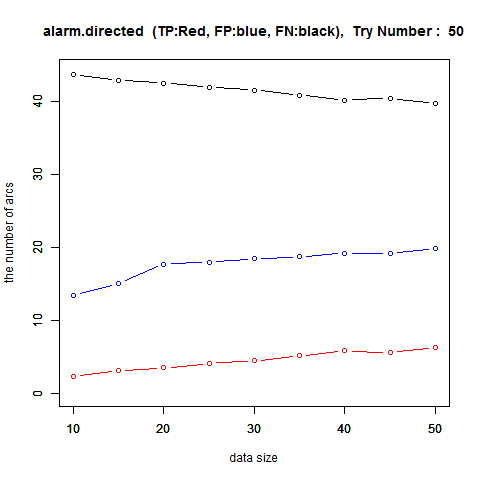 alarm.directed  (TP:Red, FP:blue, FN:black),  Try Number :  50
the number of arcs
40
30
20
10
0
10 20 30 40 50
data size